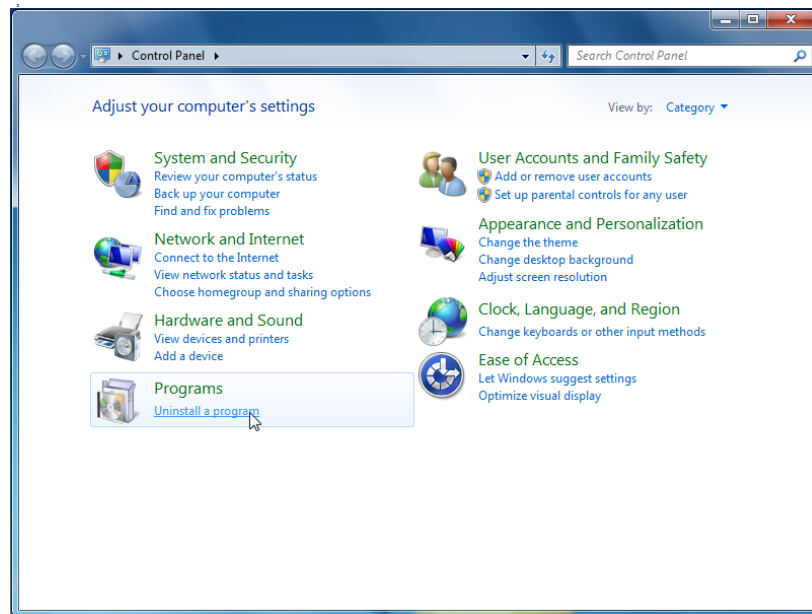 Control Panel
Search Control Panel
Adjust your computer's settings
View by: Category
System and Security
Review your computer's status
Back up your computer
Find and fix problems
Network and Internet
Connect to the Internet
View network status and tasks
Choose homegroup and sharing options
Hardware and Sound
View devices and printers
Add a device
Programs
Uninstall a program
User Accounts and Family Safety
Add or remove user accounts
Set up parental controls for any user
Appearance and Personalization
Change the theme
Change desktop background
Adjust screen resolution
Clock, Language, and Region
Change keyboards or other input methods
Ease of Access
Let Windows suggest settings
Optimize visual display